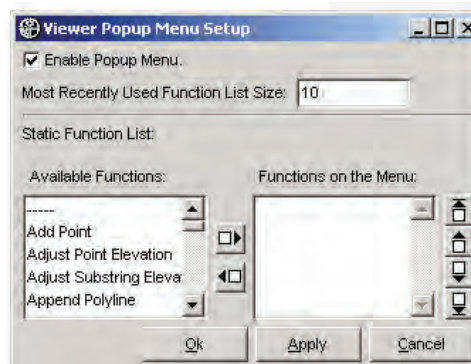 Viewer Popup Menu Setup
Enable Popup Menu.
Most Recently Used Function List Size: 10
Static Function List:
Available Functions:
Functions on the Menu:
-----
Add Point
Adjust Point Elevation
Adjust Substring Eleva
Append Polyline
Ok
Apply
Cancel